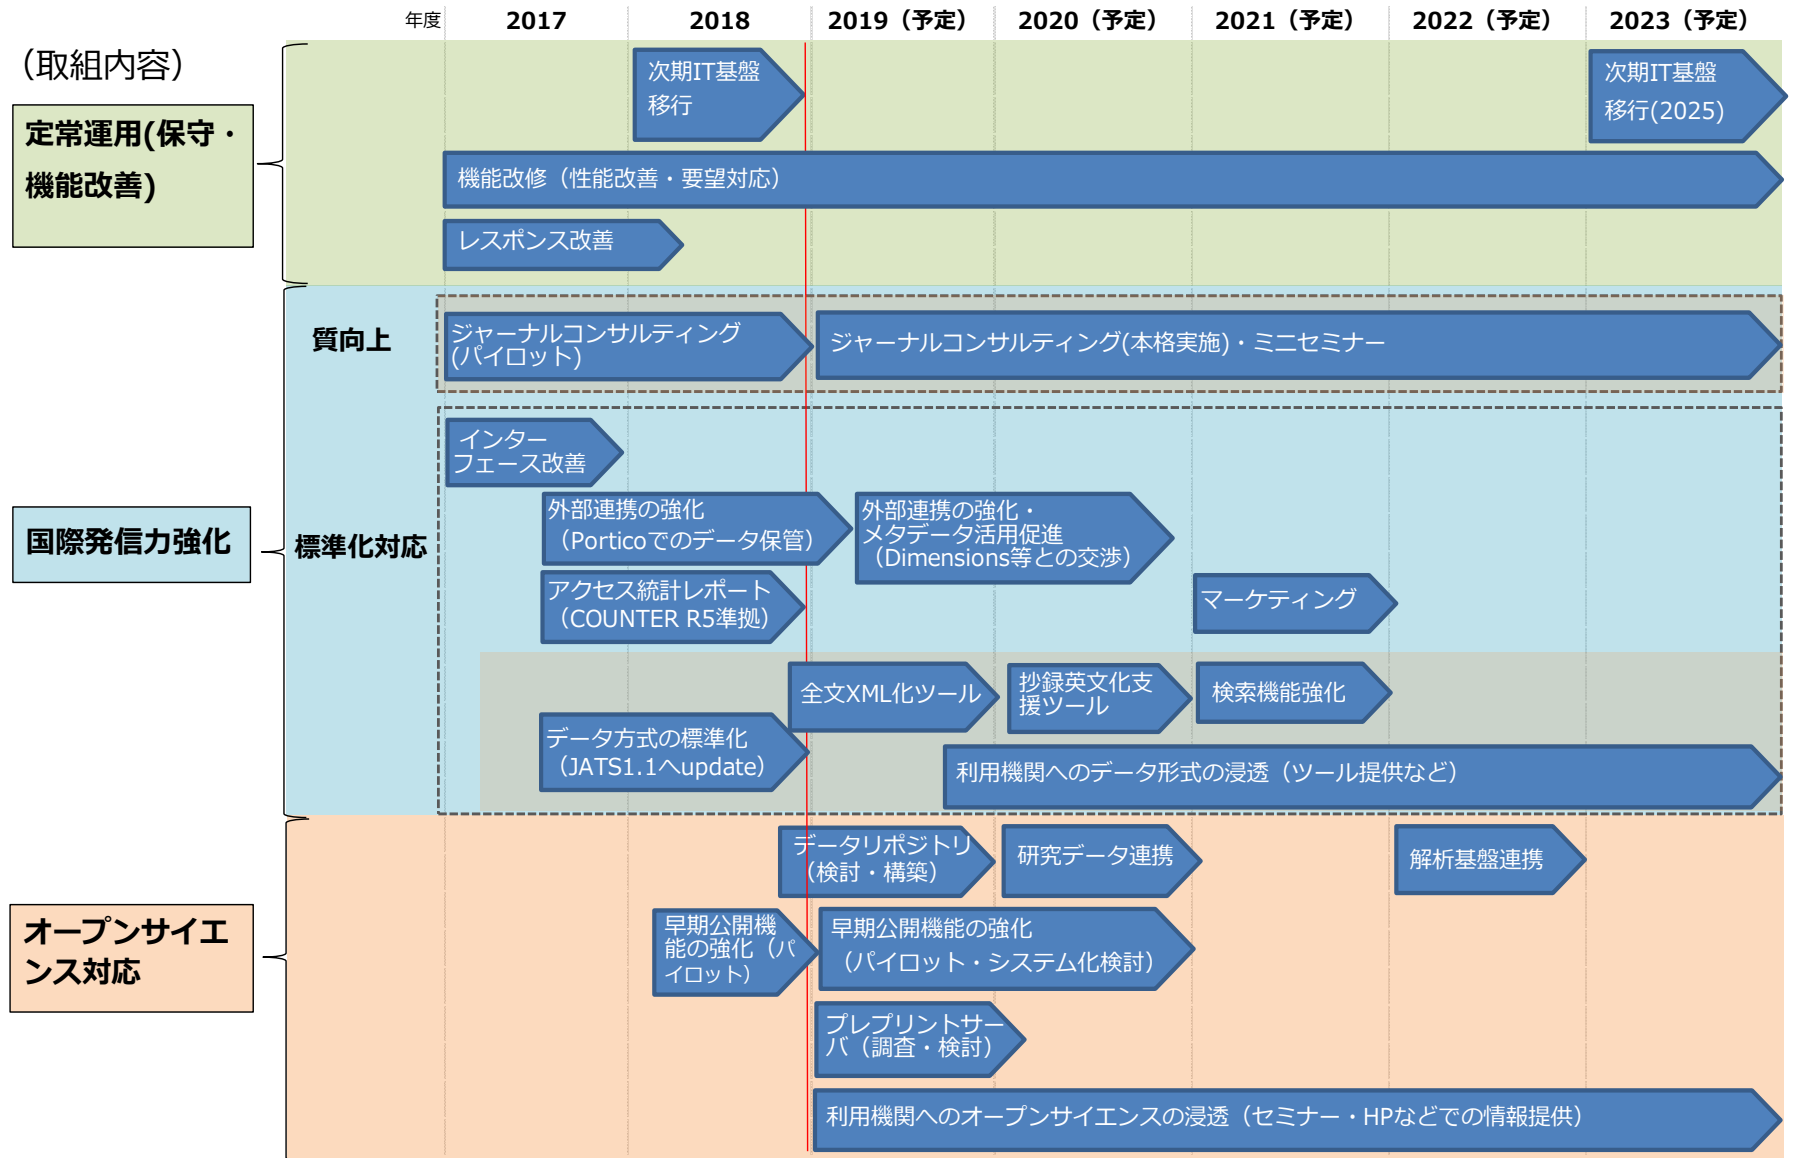 年度 2017 2018 2019（予定） 2020（予定） 2021（予定） 2022（予定） 2023（予定）
（取組内容）
定常運用(保守・
機能改善)
次期IT基盤
移行
次期IT基盤
移行(2025)
機能改修（性能改善・要望対応）
レスポンス改善
国際発信力強化
質向上
ジャーナルコンサルティング
(パイロット)
ジャーナルコンサルティング(本格実施)・ミニセミナー
標準化対応
インター
フェース改善
外部連携の強化
（Porticoでのデータ保管）
外部連携の強化・
メタデータ活用促進
（Dimensions等との交渉）
アクセス統計レポート
（COUNTER R5準拠）
マーケティング
全文XML化ツール
抄録英文化支
援ツール
検索機能強化
データ方式の標準化
（JATS1.1へupdate）
利用機関へのデータ形式の浸透（ツール提供など）
オープンサイエ
ンス対応
データリポジトリ
（検討・構築）
研究データ連携
解析基盤連携
早期公開機
能の強化（パ
イロット）
早期公開機能の強化
（パイロット・システム化検討）
プレプリントサー
バ（調査・検討）
利用機関へのオープンサイエンスの浸透（セミナー・HPなどでの情報提供）